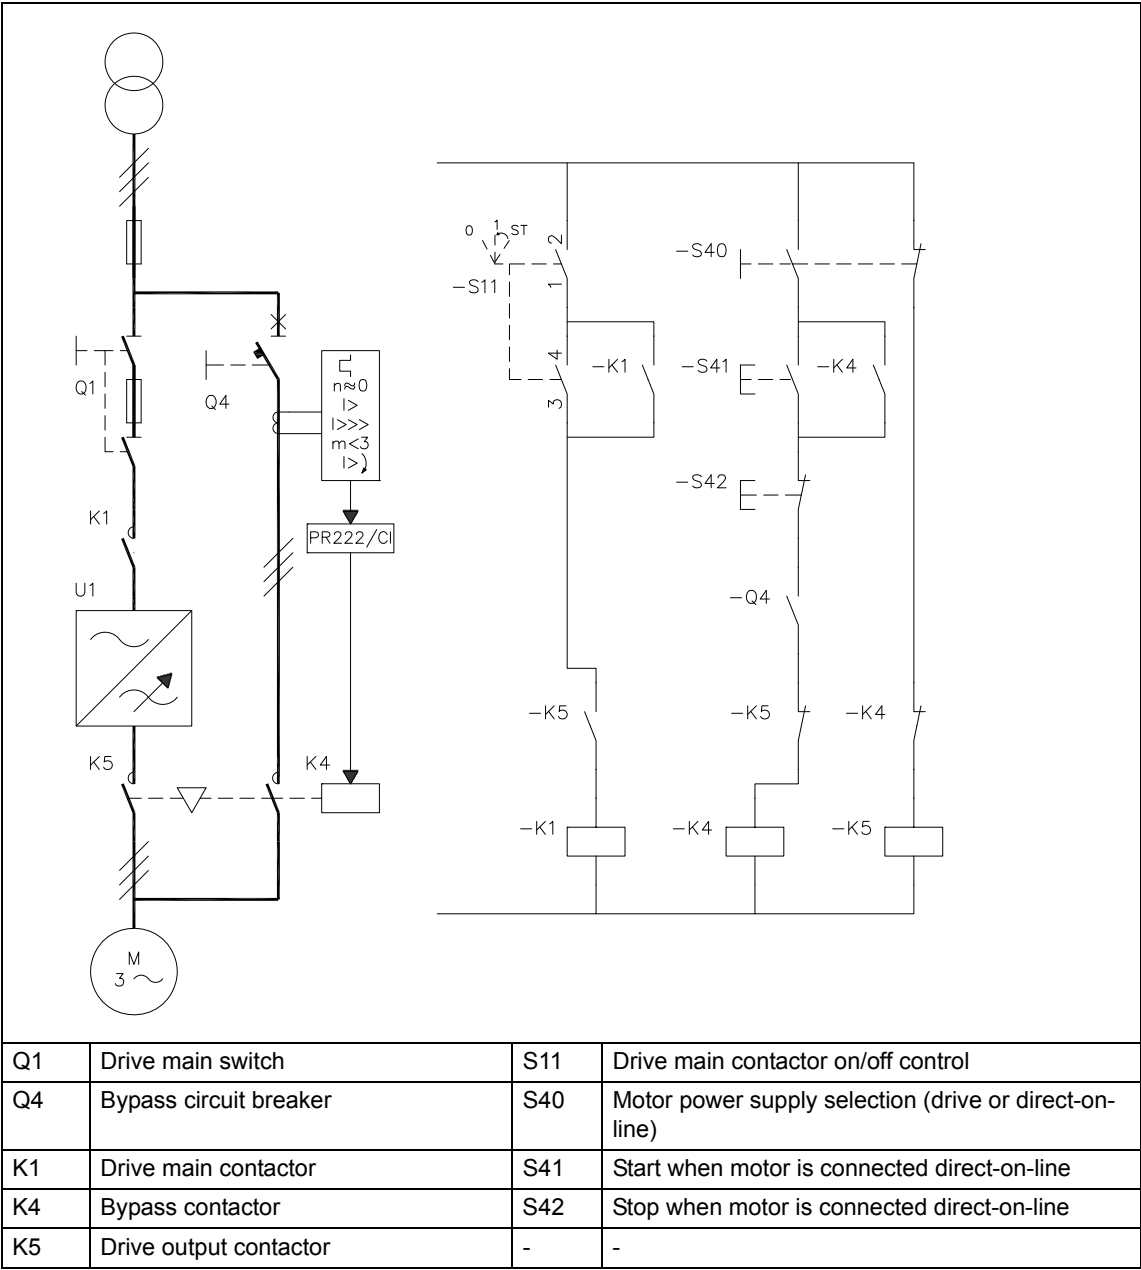 0 1 ST
2
-S11
1
4
3
-K1
-S40
-S41
-K4
-S42
-Q4
-K5
-K5
-K4
-K1
-K4
-K5
Q1
Q4
n≈0
I>
I>>>
m<3
I>
K1
PR222/CI
U1
K5
K4
M
3 ~
Q1 Drive main switch S11 Drive main contactor on/off control
Q4 Bypass circuit breaker S40 Motor power supply selection (drive or direct-on-
line)
K1 Drive main contactor S41 Start when motor is connected direct-on-line
K4 Bypass contactor S42 Stop when motor is connected direct-on-line
K5 Drive output contactor - -